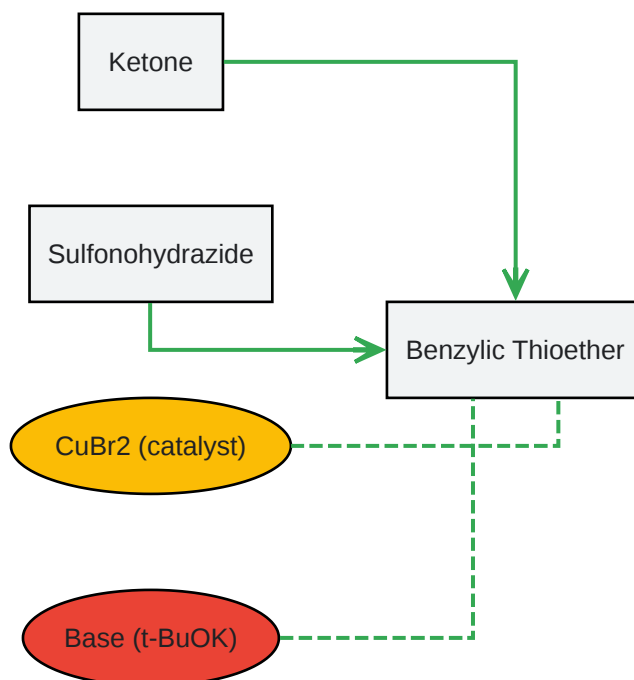 Ketone
Sulfonohydrazide
Benzylic Thioether
CuBr2 (catalyst)
Base (t-BuOK)